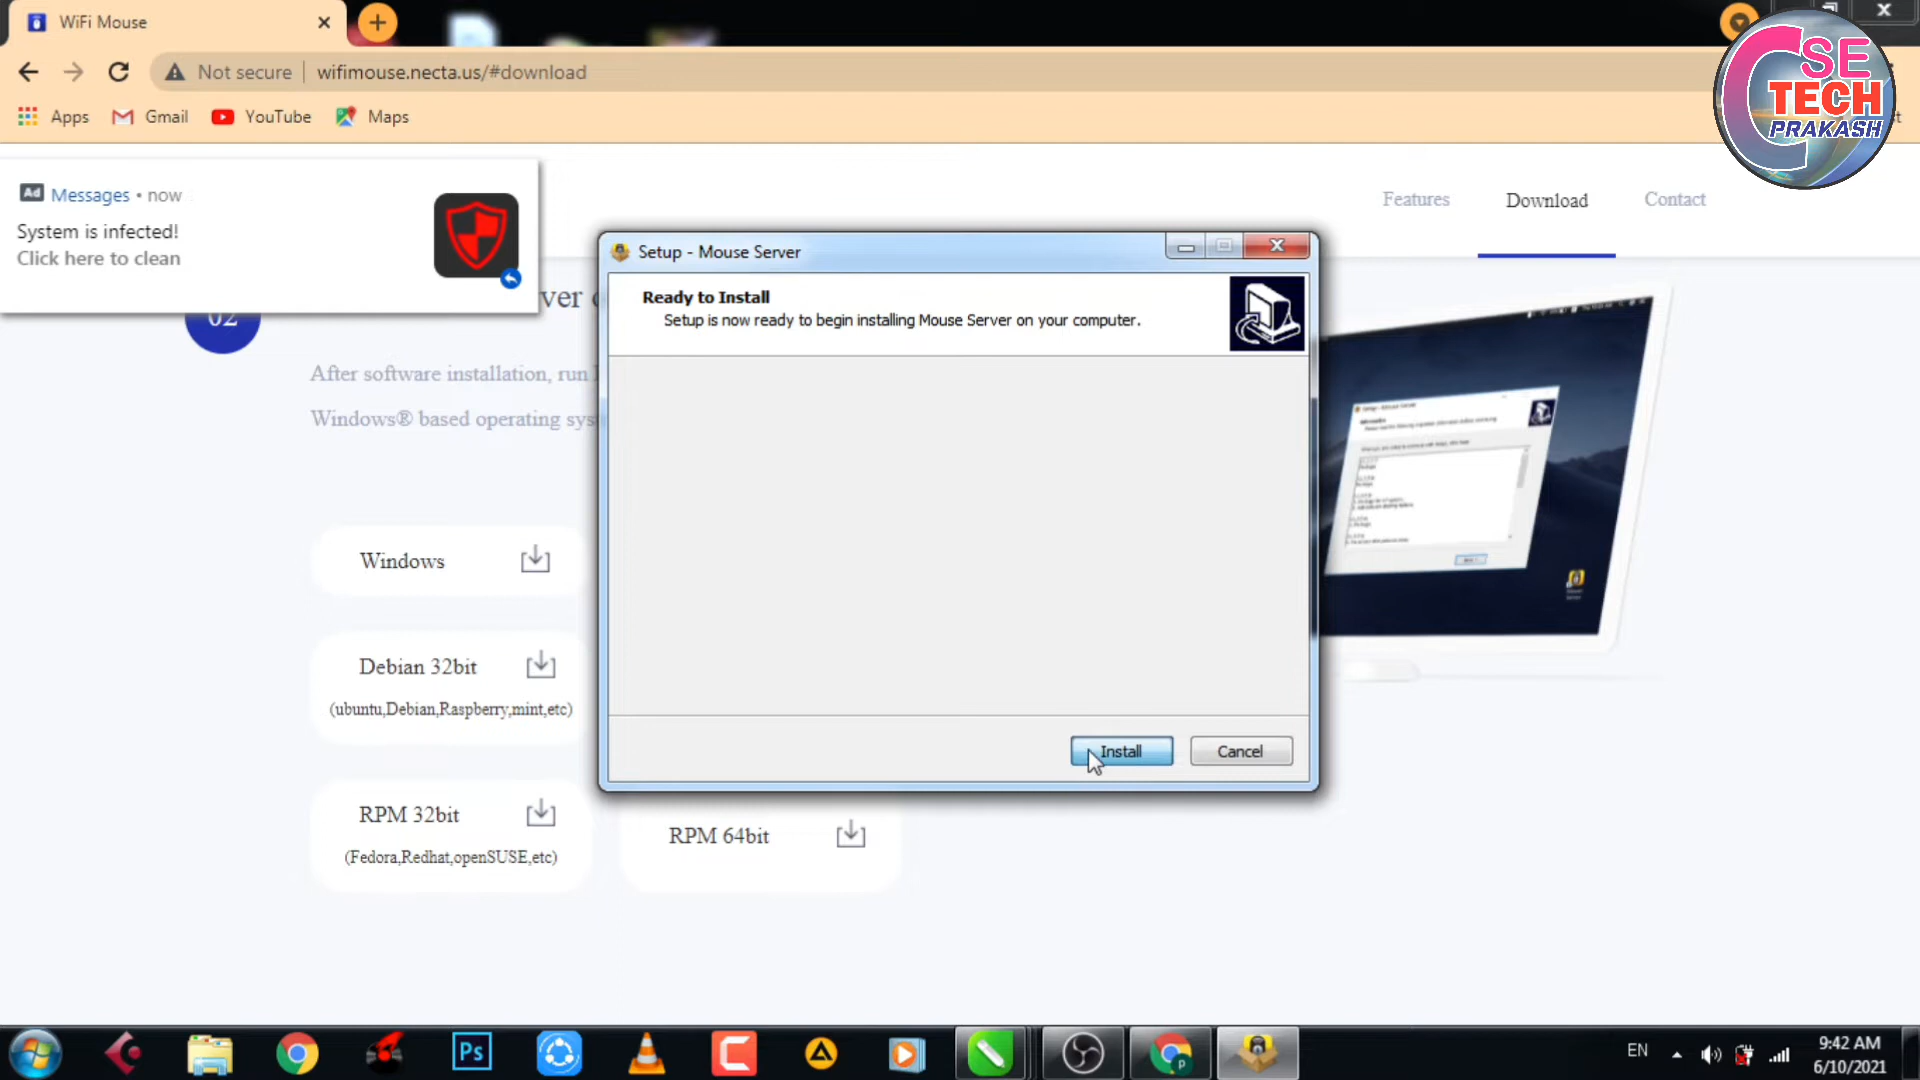 WiFi Mouse
Not secure
wifimouse.necta.us/#download
Apps
Gmail
YouTube
Maps
CSE
TECH
PRAKASH
Ad Messages • now
System is infected!
Click here to clean
Features
Download
Contact
02
ver
After software installation, run
Windows® based operating sys
Setup - Mouse Server
Ready to Install
Setup is now ready to begin installing Mouse Server on your computer.
Install
Cancel
Windows
Debian 32bit
(ubuntu,Debian,Raspberry,mint,etc)
RPM 32bit
(Fedora,Redhat,openSUSE,etc)
RPM 64bit
Ps
EN
9:42 AM
6/10/2021